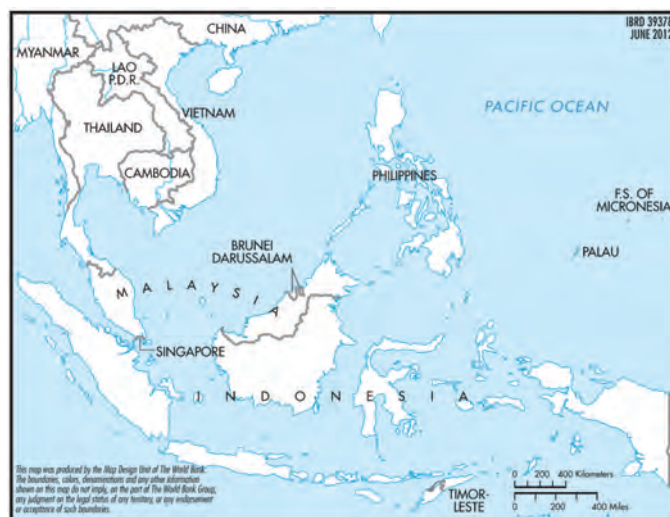 CHINA
IBRD 39378
JUNE 2012
MYANMAR
LAO
P.D.R.
PACIFIC OCEAN
VIETNAM
THAILAND
CAMBODIA
PHILIPPINES
F.S. OF
MICRONESIA
BRUNEI
DARUSSALAM
PALAU
MALAYSIA
SINGAPORE
INDONESIA
This map was produced by the Map Design Unit of The World Bank.
The boundaries, colors, denominations and any other information
shown on this map do not imply, on the part of The World Bank Group,
any judgment on the legal status of any territory, or any endorsement
or acceptance of such boundaries.
TIMOR-
LESTE
0 200 400 Kilometers
0 200 400 Miles